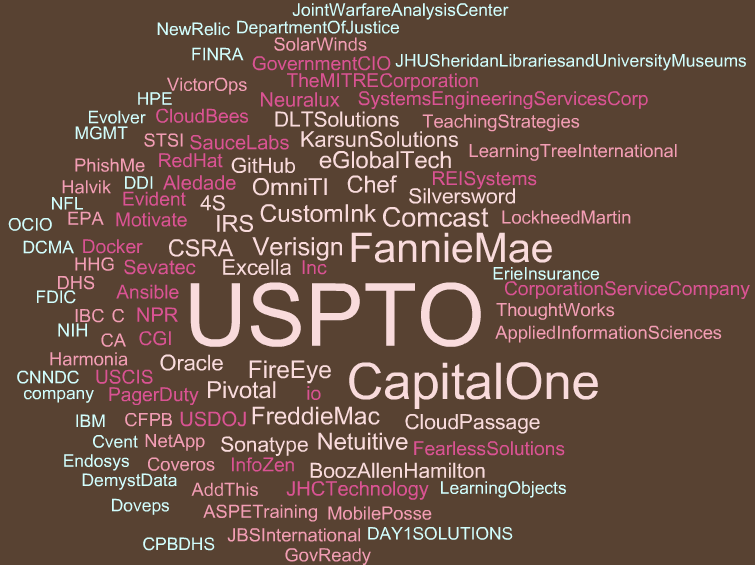 JointWarfareAnalysisCenter
NewRelic DepartmentOfJustice
FINRA SolarWinds
GovernmentCIO JHUSheridanLibrariesandUniversityMuseums
VictorOps TheMITRECorporation
HPE Neuralux SystemsEngineeringServicesCorp
Evolver CloudBees DLTSolutions TeachingStrategies
MGMT STSI SauceLabs KarsunSolutions
PhishMe RedHat GitHub eGlobalTech LearningTreeInternational
Halvik DDI Aledade OmniTI Chef REISystems
NFL Evident 4S Silversword
OCIO EPA Motivate IRS CustomInk Comcast LockheedMartin
DCMA Docker CSRA Verisign FannieMae
HHG Sevatec Excella Inc ErieInsurance
DHS CorporationServiceCompany
FDIC Ansible USPTO ThoughtWorks
IBC C NPR
NIH CA CGI AppliedInformationSciences
Harmonia Oracle FireEye
CNNDC USCIS CapitalOne
company PagerDuty Pivotal io
IBM CFPB USDOJ FreddieMac CloudPassage
Cvent NetApp Sonatype Netuitive FearlessSolutions
Endosys Coveros InfoZen BoozAllenHamilton
DemystData AddThis JHCTechnology LearningObjects
Doveps ASPETraining MobilePosse
CPBDHS JBSInternational DAY1SOLUTIONS
GovReady